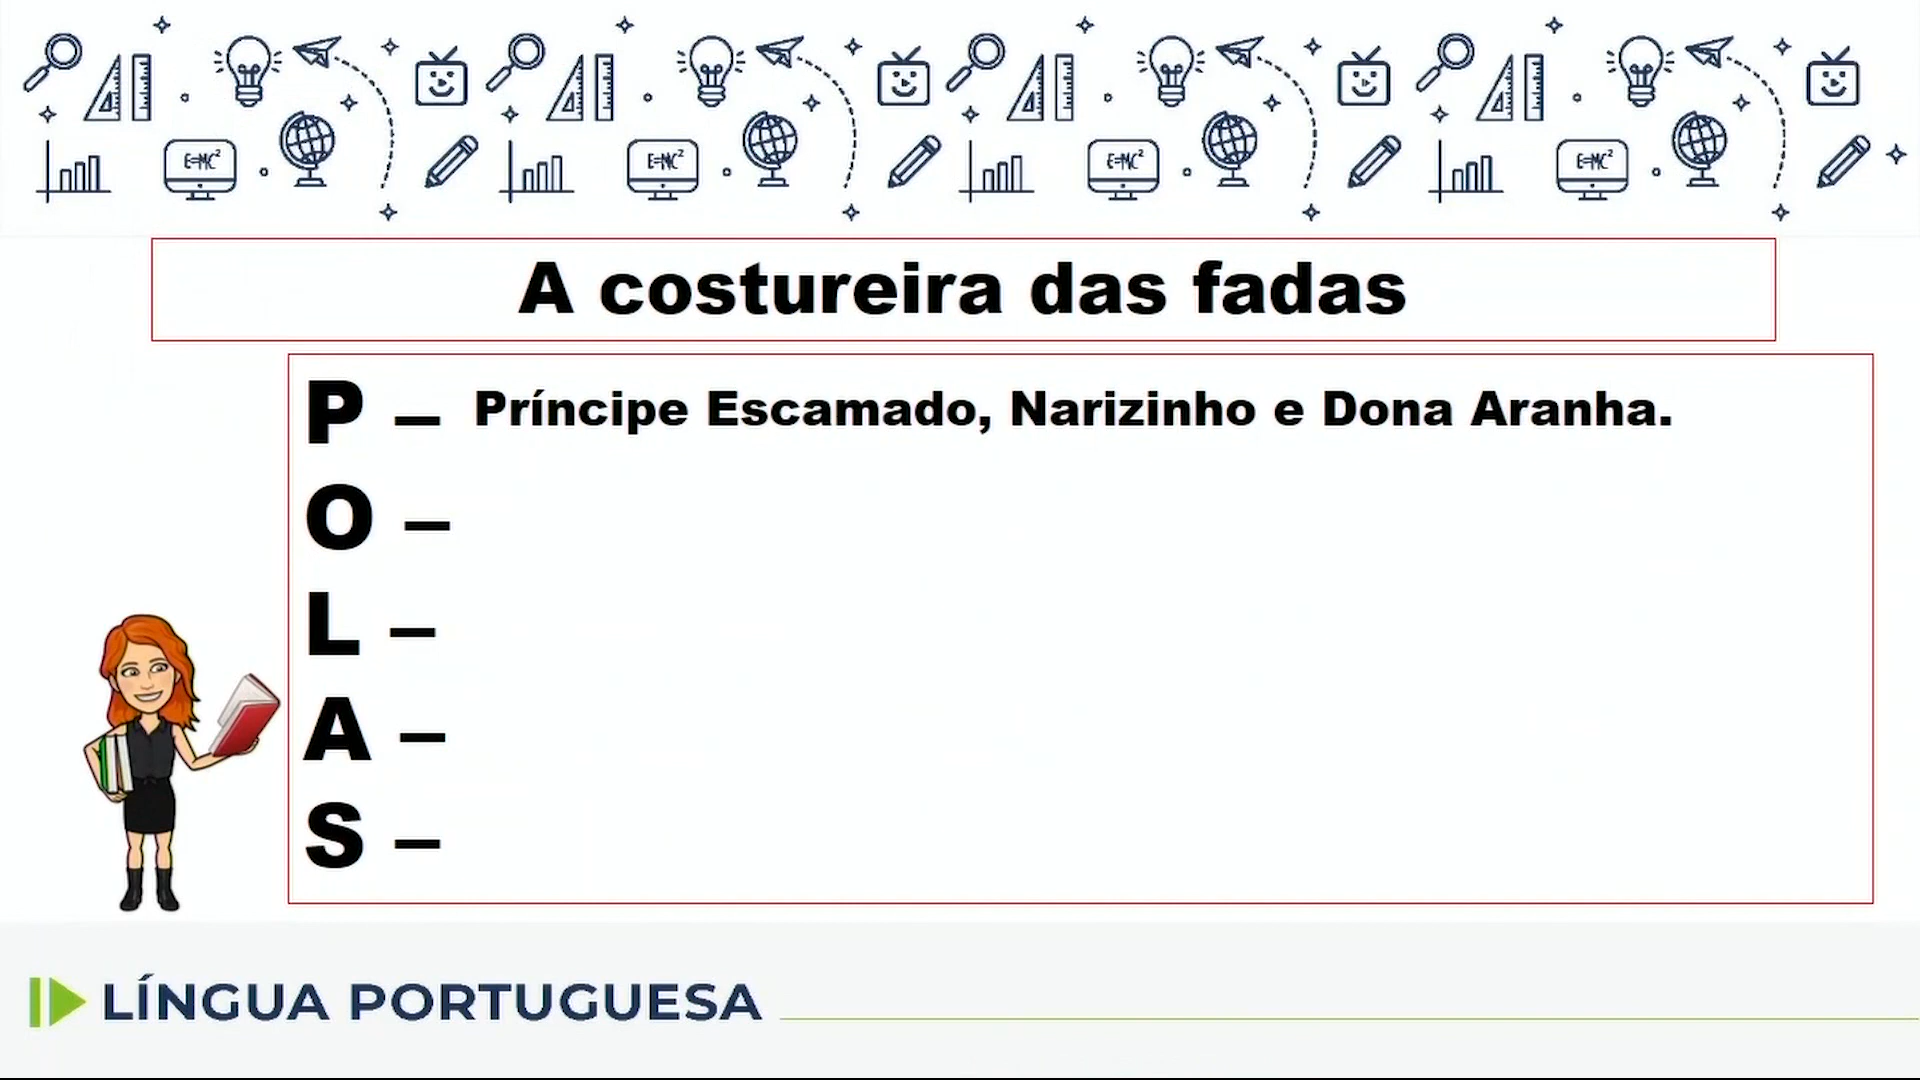 E=MC²
E=MC²
E=MC²
E=MC²
A costureira das fadas
P – Príncipe Escamado, Narizinho e Dona Aranha.
O –
L –
A –
S –
LÍNGUA PORTUGUESA